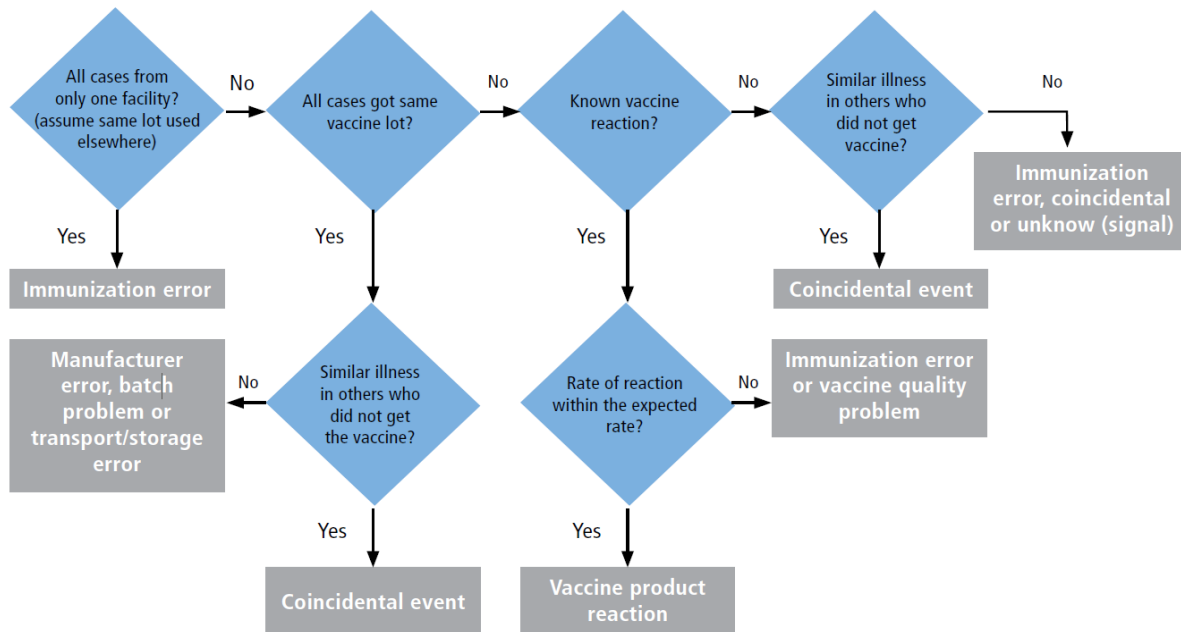 All cases from
only one facility?
(assume same lot used
elsewhere)
No
All cases got same
vaccine lot?
No
Known vaccine
reaction?
No
Similar illness
in others who
did not get
vaccine?
No
Immunization
error, coincidental
or unknow (signal)
Yes
Yes
Yes
Yes
Immunization error
Coincidental event
Manufacturer
error, batch
problem or
transport/storage
error
No
Similar illness
in others who
did not get
the vaccine?
Rate of reaction
within the expected
rate?
No
Immunization error
or vaccine quality
problem
Yes
Yes
Coincidental event
Vaccine product
reaction